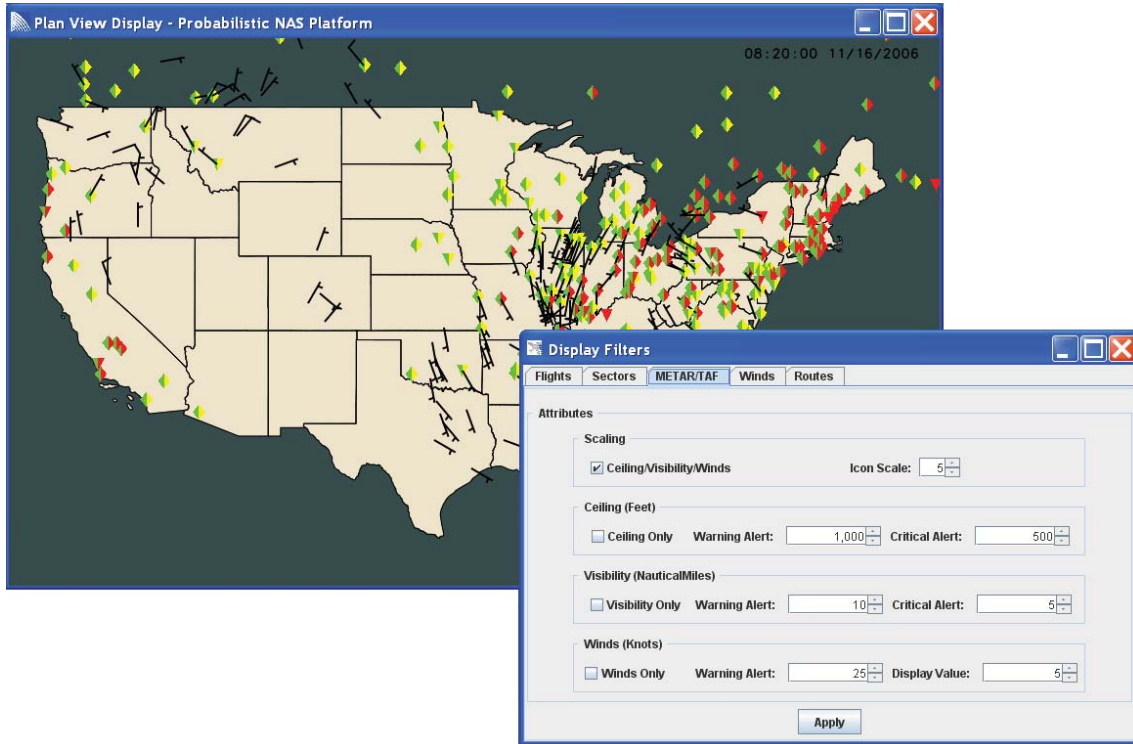 Plan View Display - Probabilistic NAS Platform
08:20:00 11/16/2006
Display Filters
Flights Sectors METAR/TAF Winds Routes
Attributes
Scaling
Ceiling/Visibility/Winds Icon Scale: 5
Ceiling (Feet)
Ceiling Only Warning Alert: 1,000 Critical Alert: 500
Visibility (NauticalMiles)
Visibility Only Warning Alert: 10 Critical Alert: 5
Winds (Knots)
Winds Only Warning Alert: 25 Display Value: 5
Apply